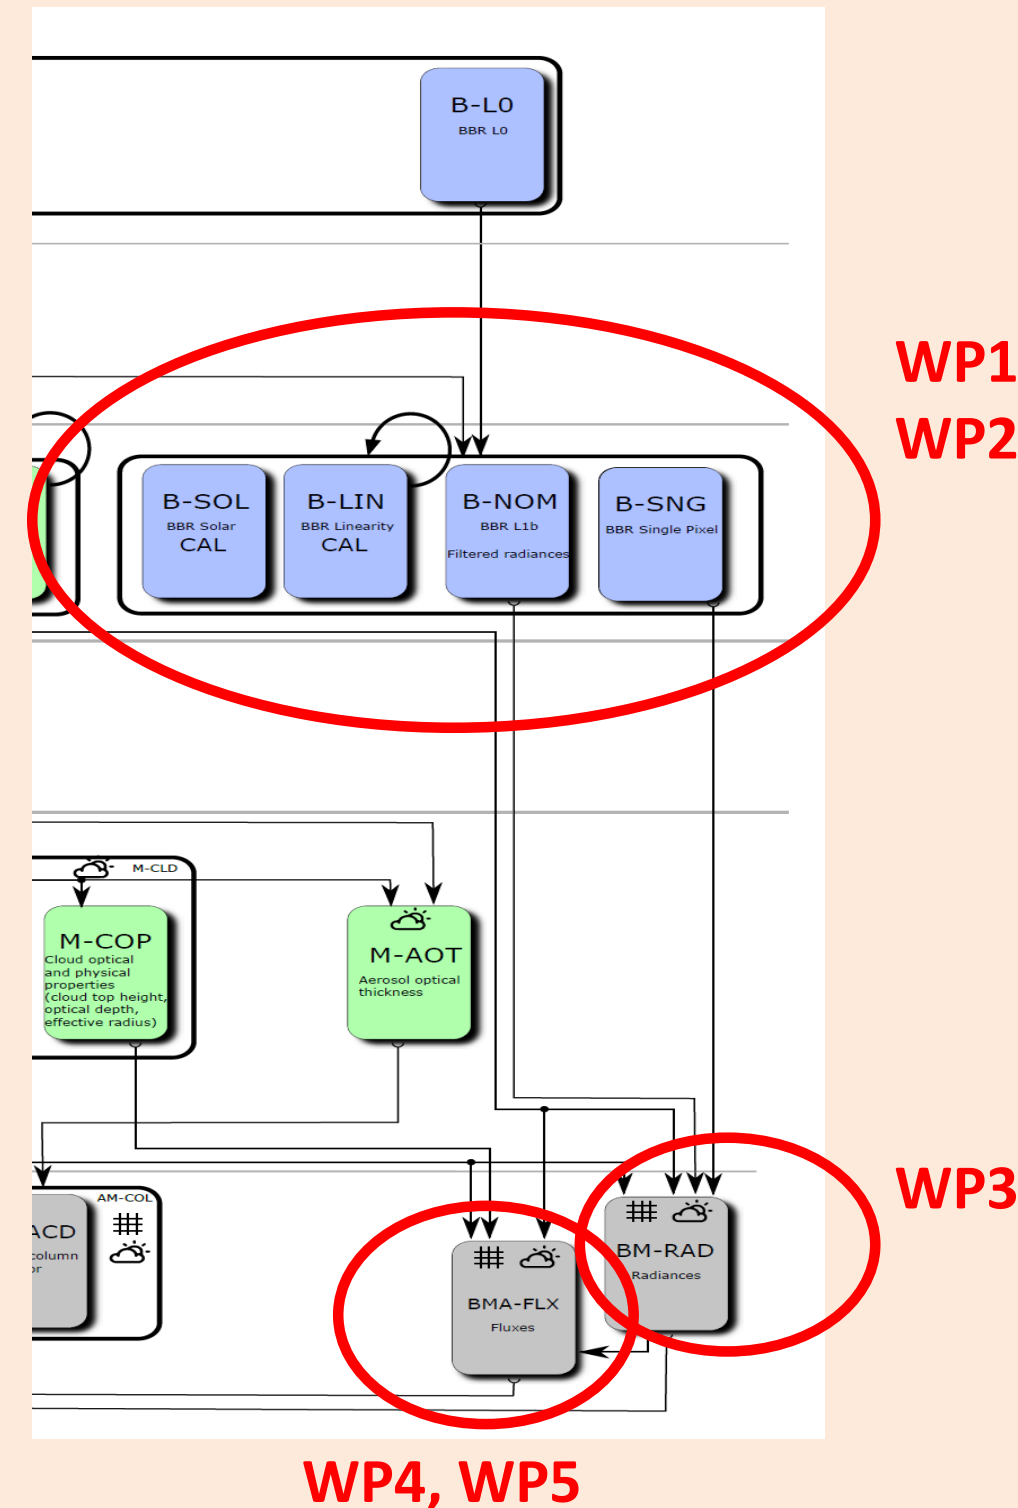 B-L0
BBR L0
WP1
WP2
B-SOL
BBR Solar
CAL
B-LIN
BBR Linearity
CAL
B-NOM
BBR L1b
Filtered radiances
B-SNG
BBR Single Pixel
M-CLD
M-COP
Cloud optical
and physical
properties
(cloud top height,
optical depth,
effective radius)
M-AOT
Aerosol optical
thickness
WP3
AM-COL
ACD
column
or
BM-RAD
Radiances
BMA-FLX
Fluxes
WP4, WP5